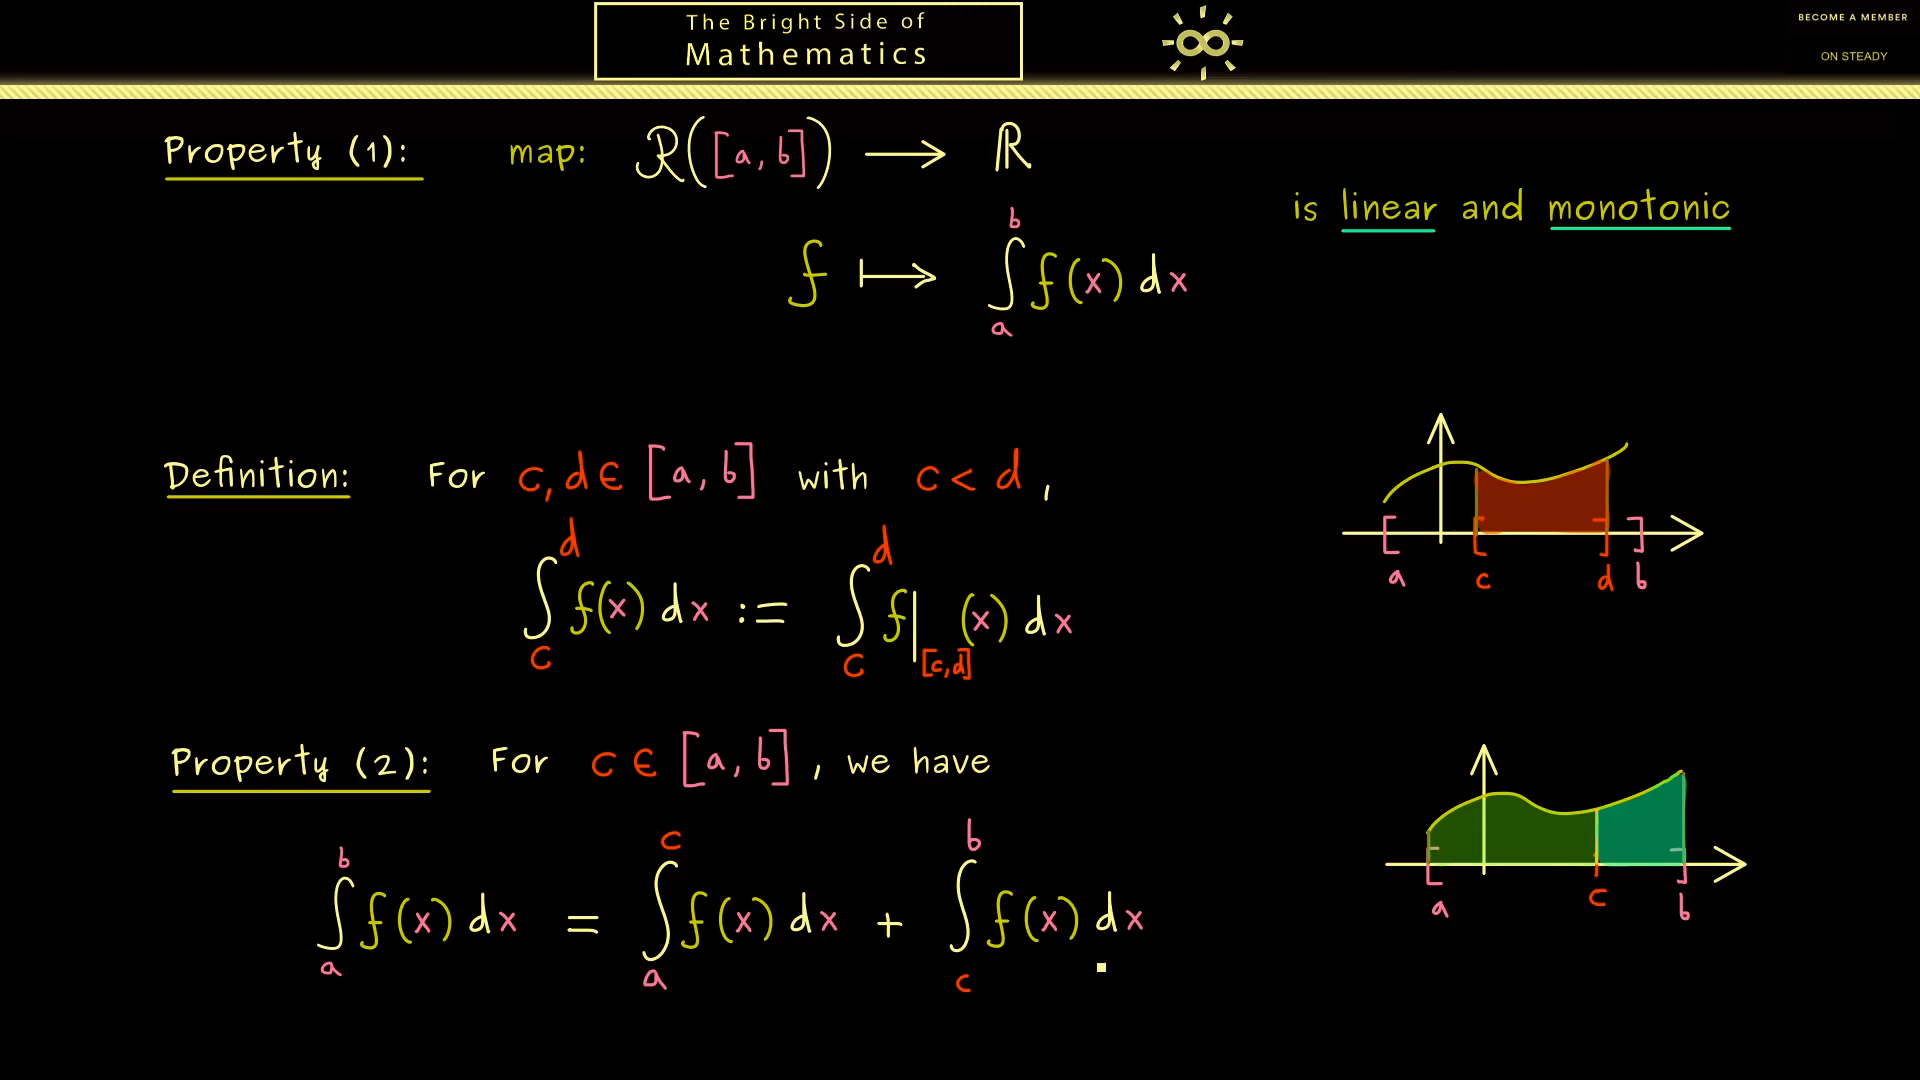 The Bright Side of
Mathematics
BECOME A MEMBER
ON STEADY
Property (1): map: ℛ([a, b]) ⟶ ℝ
is linear and monotonic
f ⟼ ∫_a^b f(x) dx
Definition: For c, d ∈ [a, b] with c < d ,
∫_c^d f(x) dx := ∫_c^d f|_[c,d] (x) dx
a c d b
Property (2): For c ∈ [a, b] , we have
∫_a^b f(x) dx = ∫_a^c f(x) dx + ∫_c^b f(x) dx
a c b